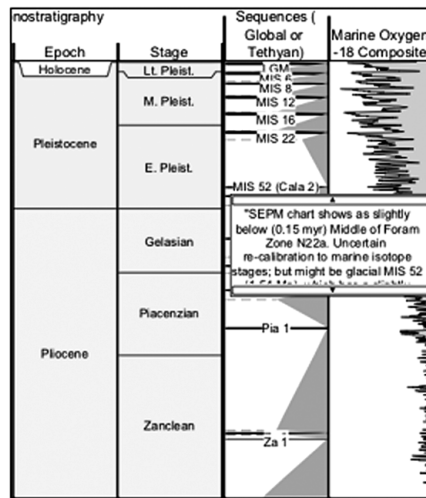 nostratigraphy
Sequences (
Global or
Tethyan)
Marine Oxygen
-18 Composite
Epoch
Stage
Holocene
Lt. Pleist.
LGM
MIS 6
MIS 8
M. Pleist.
MIS 12
MIS 16
MIS 22
Pleistocene
E. Pleist.
MIS 52 (Cala 2)
"SEPM chart shows as slightly
below (0.15 myr) Middle of Foram
Zone N22a. Uncertain
re-calibration to marine isotope
stages; but might be glacial MIS 52
Gelasian
Piacenzian
Pia 1
Pliocene
Zanclean
Za 1